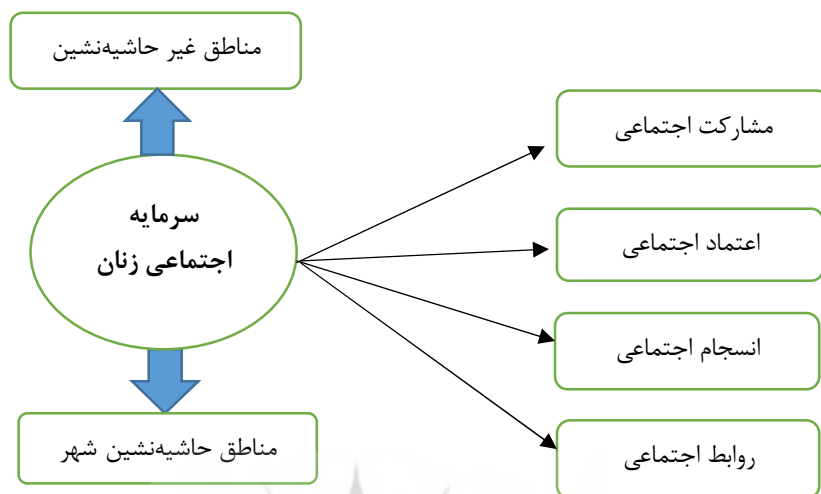 مناطق غیر حاشیه‌نشین
مشارکت اجتماعی
سرمایه
اجتماعی زنان
اعتماد اجتماعی
انسجام اجتماعی
مناطق حاشیه‌نشین شهر
روابط اجتماعی